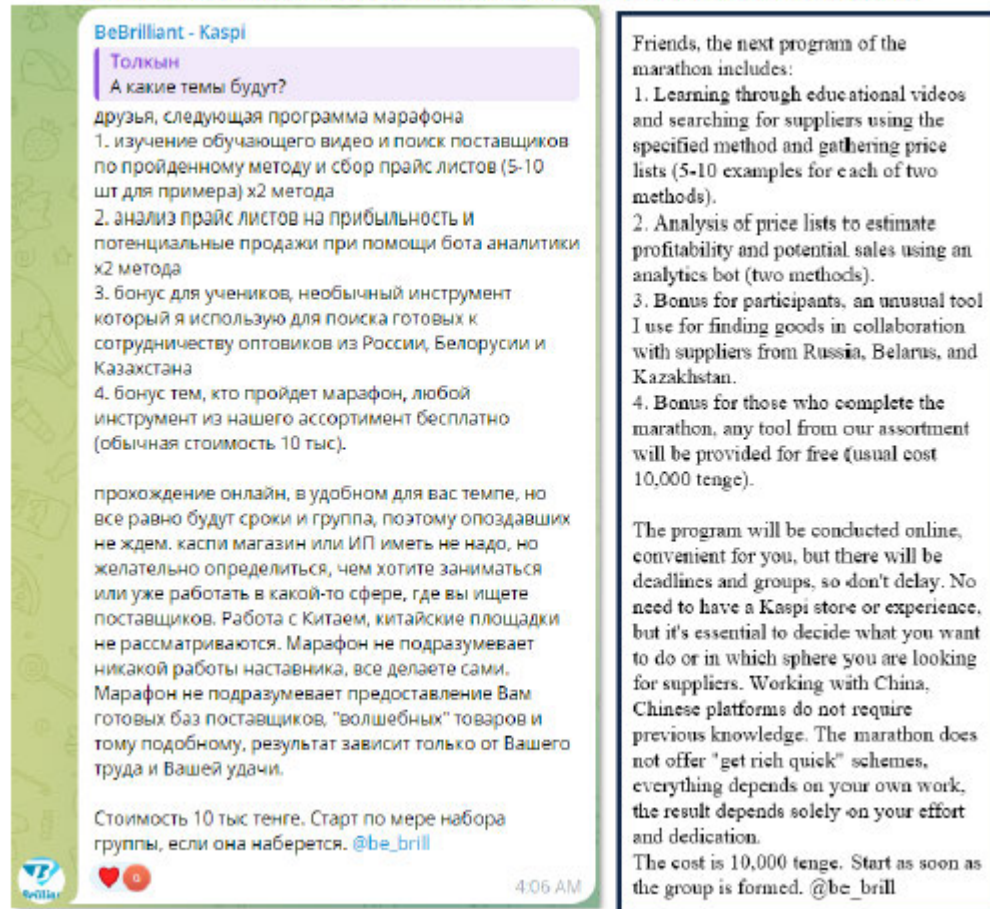 BeBrilliant - Kaspi
Толкын
А какие темы будут?
друзья, следующая программа марафона
1. изучение обучающего видео и поиск поставщиков
по пройденному методу и сбор прайс листов (5-10
шт для примера) х2 метода
2. анализ прайс листов на прибыльность и
потенциальные продажи при помощи бота аналитики
х2 метода
3. бонус для учеников, необычный инструмент
который я использую для поиска готовых к
сотрудничеству оптовиков из России, Белорусии и
Казахстана
4. бонус тем, кто пройдет марафон, любой
инструмент из нашего ассортимент бесплатно
(обычная стоимость 10 тыс).
прохождение онлайн, в удобном для вас темпе, но
все равно будут сроки и группа, поэтому опоздавших
не ждем. каспи магазин или ИП иметь не надо, но
желательно определиться, чем хотите заниматься
или уже работать в какой-то сфере, где вы ищете
поставщиков. Работа с Китаем, китайские площадки
не рассматриваются. Марафон не подразумевает
никакой работы наставника, все делаете сами.
Марафон не подразумевает предоставление Вам
готовых баз поставщиков, "волшебных" товаров и
тому подобному, результат зависит только от Вашего
труда и Вашей удачи.
Стоимость 10 тыс тенге. Старт по мере набора
группы, если она наберется. @be_brill
4:06 AM
Friends, the next program of the
marathon includes:
1. Learning through educational videos
and searching for suppliers using the
specified method and gathering price
lists (5-10 examples for each of two
methods).
2. Analysis of price lists to estimate
profitability and potential sales using an
analytics bot (two methods).
3. Bonus for participants, an unusual tool
I use for finding goods in collaboration
with suppliers from Russia, Belarus, and
Kazakhstan.
4. Bonus for those who complete the
marathon, any tool from our assortment
will be provided for free (usual cost
10,000 tenge).
The program will be conducted online,
convenient for you, but there will be
deadlines and groups, so don't delay. No
need to have a Kaspi store or experience,
but it's essential to decide what you want
to do or in which sphere you are looking
for suppliers. Working with China,
Chinese platforms do not require
previous knowledge. The marathon does
not offer "get rich quick" schemes,
everything depends on your own work,
the result depends solely on your effort
and dedication.
The cost is 10,000 tenge. Start as soon as
the group is formed. @be_brill